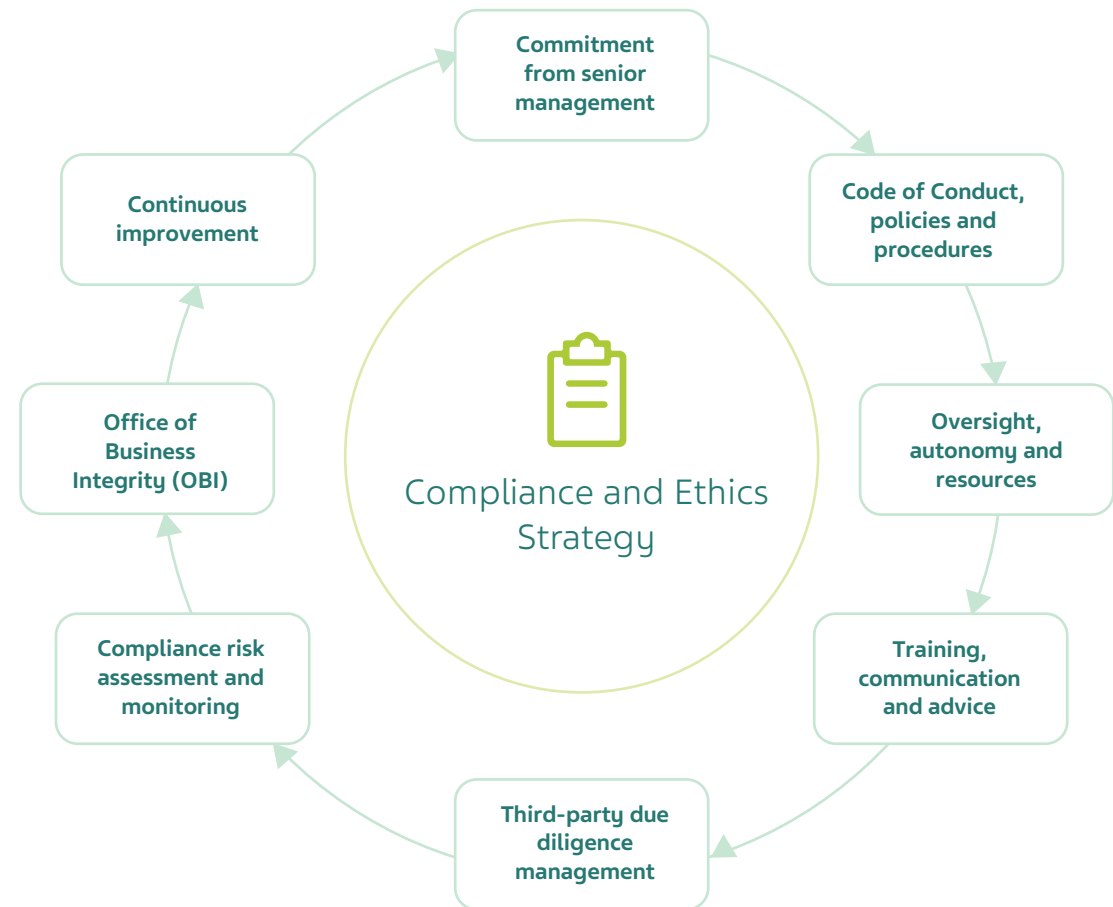 Commitment
from senior
management
Code of Conduct,
policies and
procedures
Oversight,
autonomy and
resources
Training,
communication
and advice
Third-party due
diligence
management
Compliance risk
assessment and
monitoring
Office of
Business
Integrity (OBI)
Continuous
improvement
Compliance and Ethics
Strategy